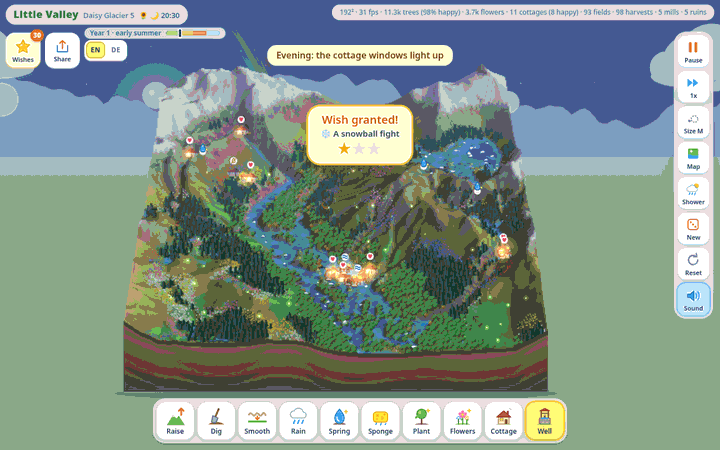 Little Valley Daisy Glacier 5 20:30
192² · 31 fps · 11.3k trees (98% happy) · 3.7k flowers · 11 cottages (8 happy) · 93 fields · 98 harvests · 5 mills · 5 ruins
30
Wishes
Share
Year 1 · early summer
EN DE
Evening: the cottage windows light up
Wish granted!
A snowball fight
Pause
1x
Size M
Map
Shower
New
Reset
Sound
Raise Dig Smooth Rain Spring Sponge Plant Flowers Cottage Well